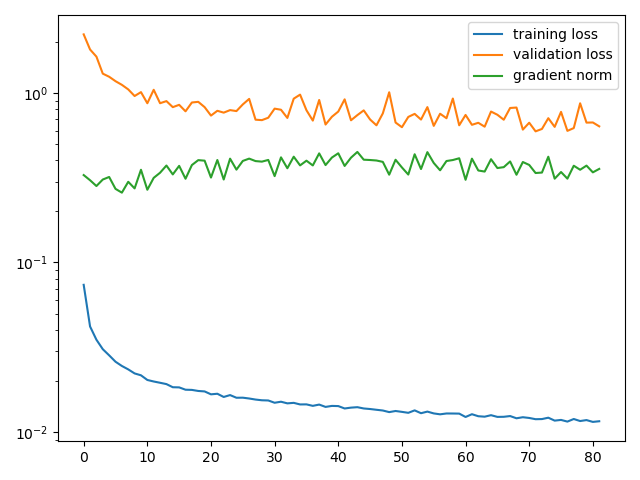 training loss
validation loss
gradient norm
10⁰
10⁻¹
10⁻²
0 10 20 30 40 50 60 70 80